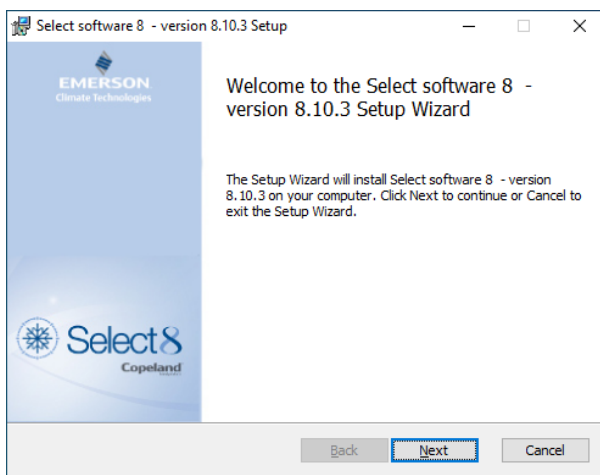 Select software 8  - version 8.10.3 Setup
EMERSON
Climate Technologies
Welcome to the Select software 8  -
version 8.10.3 Setup Wizard
The Setup Wizard will install Select software 8  - version
8.10.3 on your computer. Click Next to continue or Cancel to
exit the Setup Wizard.
Select8
Copeland
Back
Next
Cancel